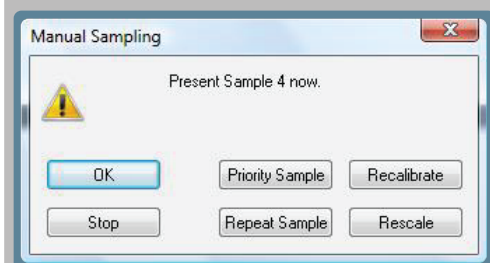 Manual Sampling
Present Sample 4 now.
OK
Priority Sample
Recalibrate
Stop
Repeat Sample
Rescale